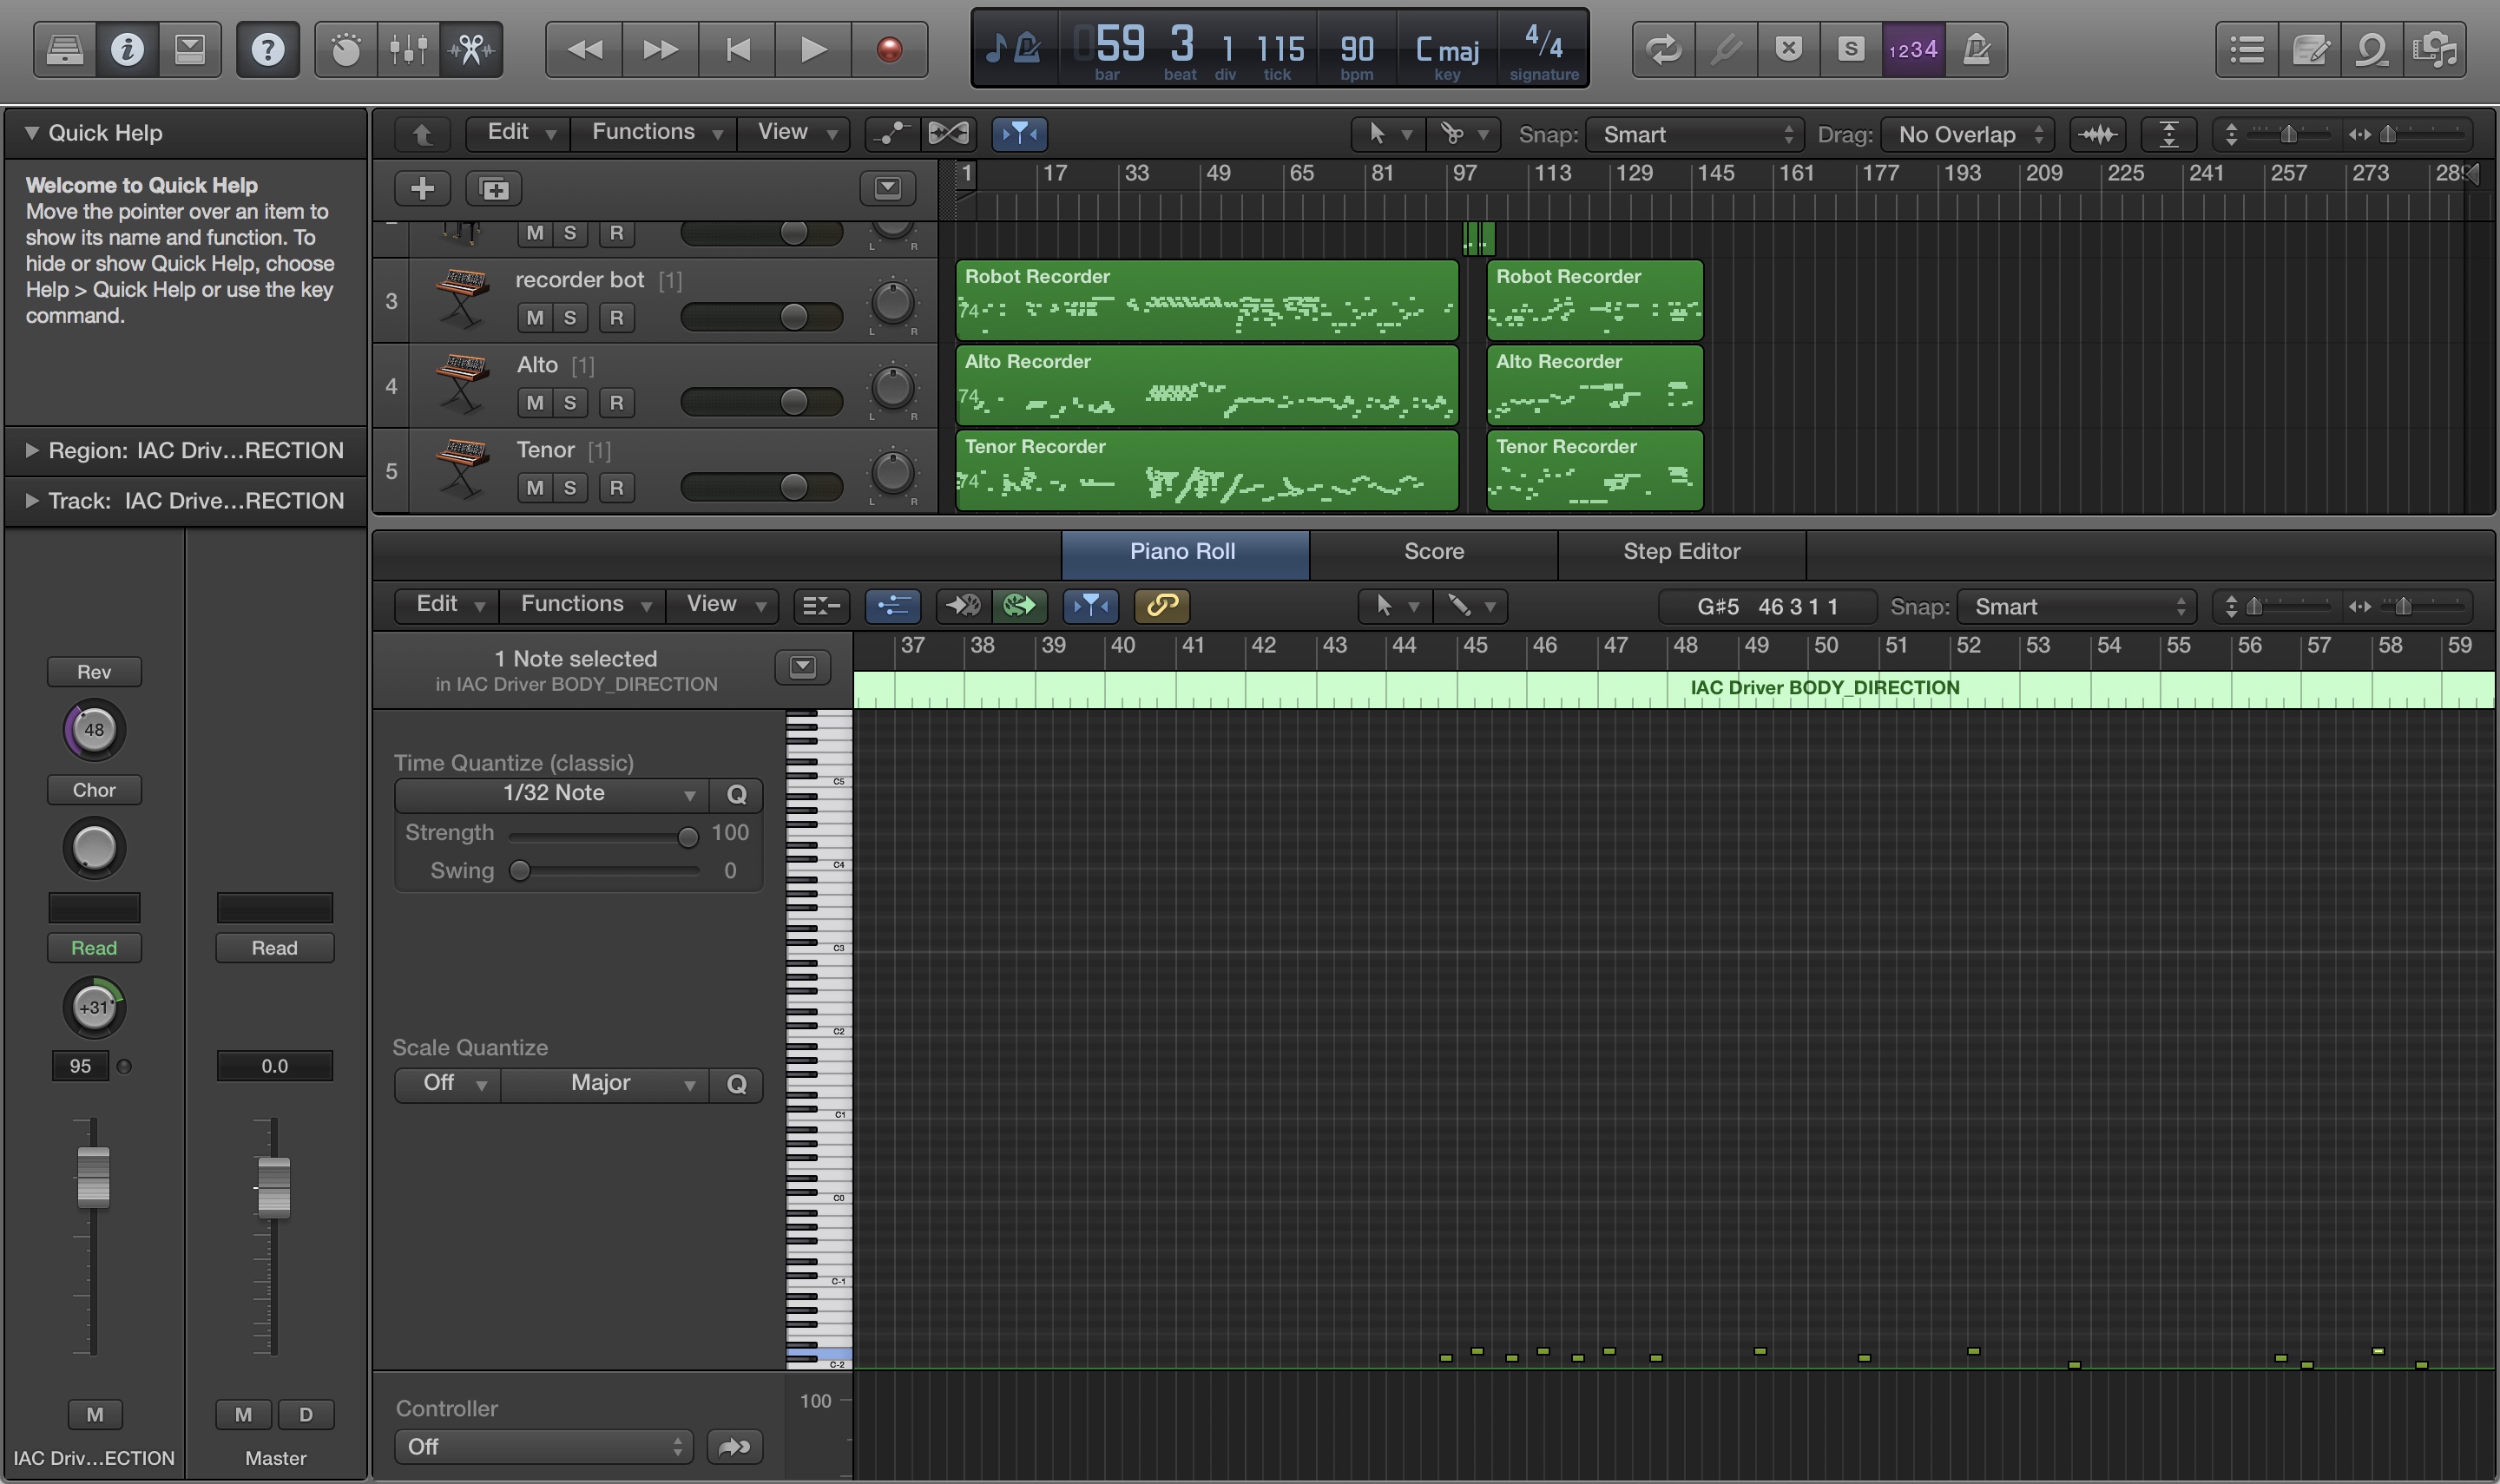 059 3 1 115 90 C maj 4/4
bar beat div tick bpm key signature
S 1234
Quick Help
Welcome to Quick Help
Move the pointer over an item to
show its name and function. To
hide or show Quick Help, choose
Help > Quick Help or use the key
command.
Region: IAC Driv...RECTION
Track: IAC Drive...RECTION
Edit Functions View Snap: Smart Drag: No Overlap
1 17 33 49 65 81 97 113 129 145 161 177 193 209 225 241 257 273
M S R L R
3 recorder bot [1] M S R L R
Robot Recorder 74 Robot Recorder
4 Alto [1] M S R L R
Alto Recorder 74 Alto Recorder
5 Tenor [1] M S R L R
Tenor Recorder 74 Tenor Recorder
Piano Roll Score Step Editor
Edit Functions View G♯5 46 3 1 1 Snap: Smart
1 Note selected
in IAC Driver BODY_DIRECTION
37 38 39 40 41 42 43 44 45 46 47 48 49 50 51 52 53 54 55 56 57 58 59
IAC Driver BODY_DIRECTION
Time Quantize (classic)
1/32 Note Q
Strength 100
Swing 0
Scale Quantize
Off Major Q
C5
C4
C3
C2
C1
C0
C-1
C-2
Controller 100
Off
Rev
48
Chor
Read Read
+31
95 0.0
M M D
IAC Driv...ECTION Master